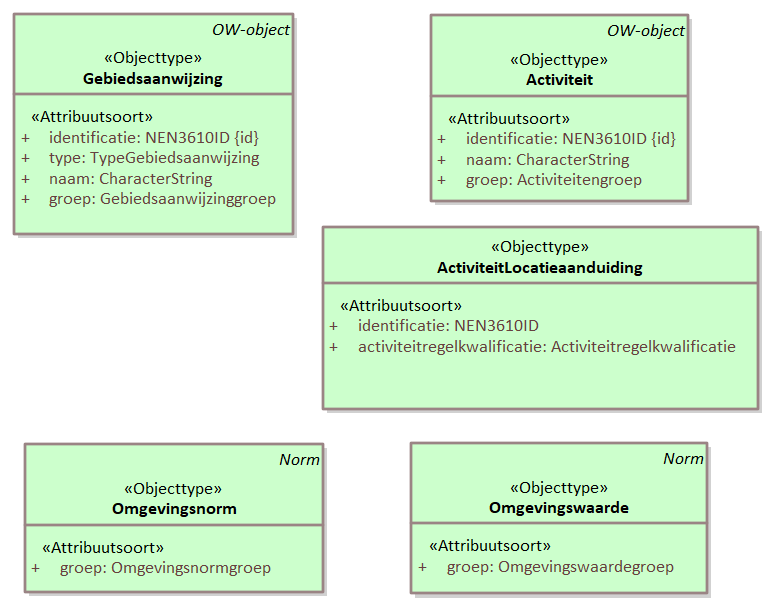 OW-object
«Objecttype»
Gebiedsaanwijzing
«Attribuutsoort»
+ identificatie: NEN3610ID {id}
+ type: TypeGebiedsaanwijzing
+ naam: CharacterString
+ groep: Gebiedsaanwijzinggroep
OW-object
«Objecttype»
Activiteit
«Attribuutsoort»
+ identificatie: NEN3610ID {id}
+ naam: CharacterString
+ groep: Activiteitengroep
«Objecttype»
ActiviteitLocatieaanduiding
«Attribuutsoort»
+ identificatie: NEN3610ID
+ activiteitregelkwalificatie: Activiteitregelkwalificatie
Norm
«Objecttype»
Omgevingsnorm
«Attribuutsoort»
+ groep: Omgevingsnormgroep
Norm
«Objecttype»
Omgevingswaarde
«Attribuutsoort»
+ groep: Omgevingswaardegroep